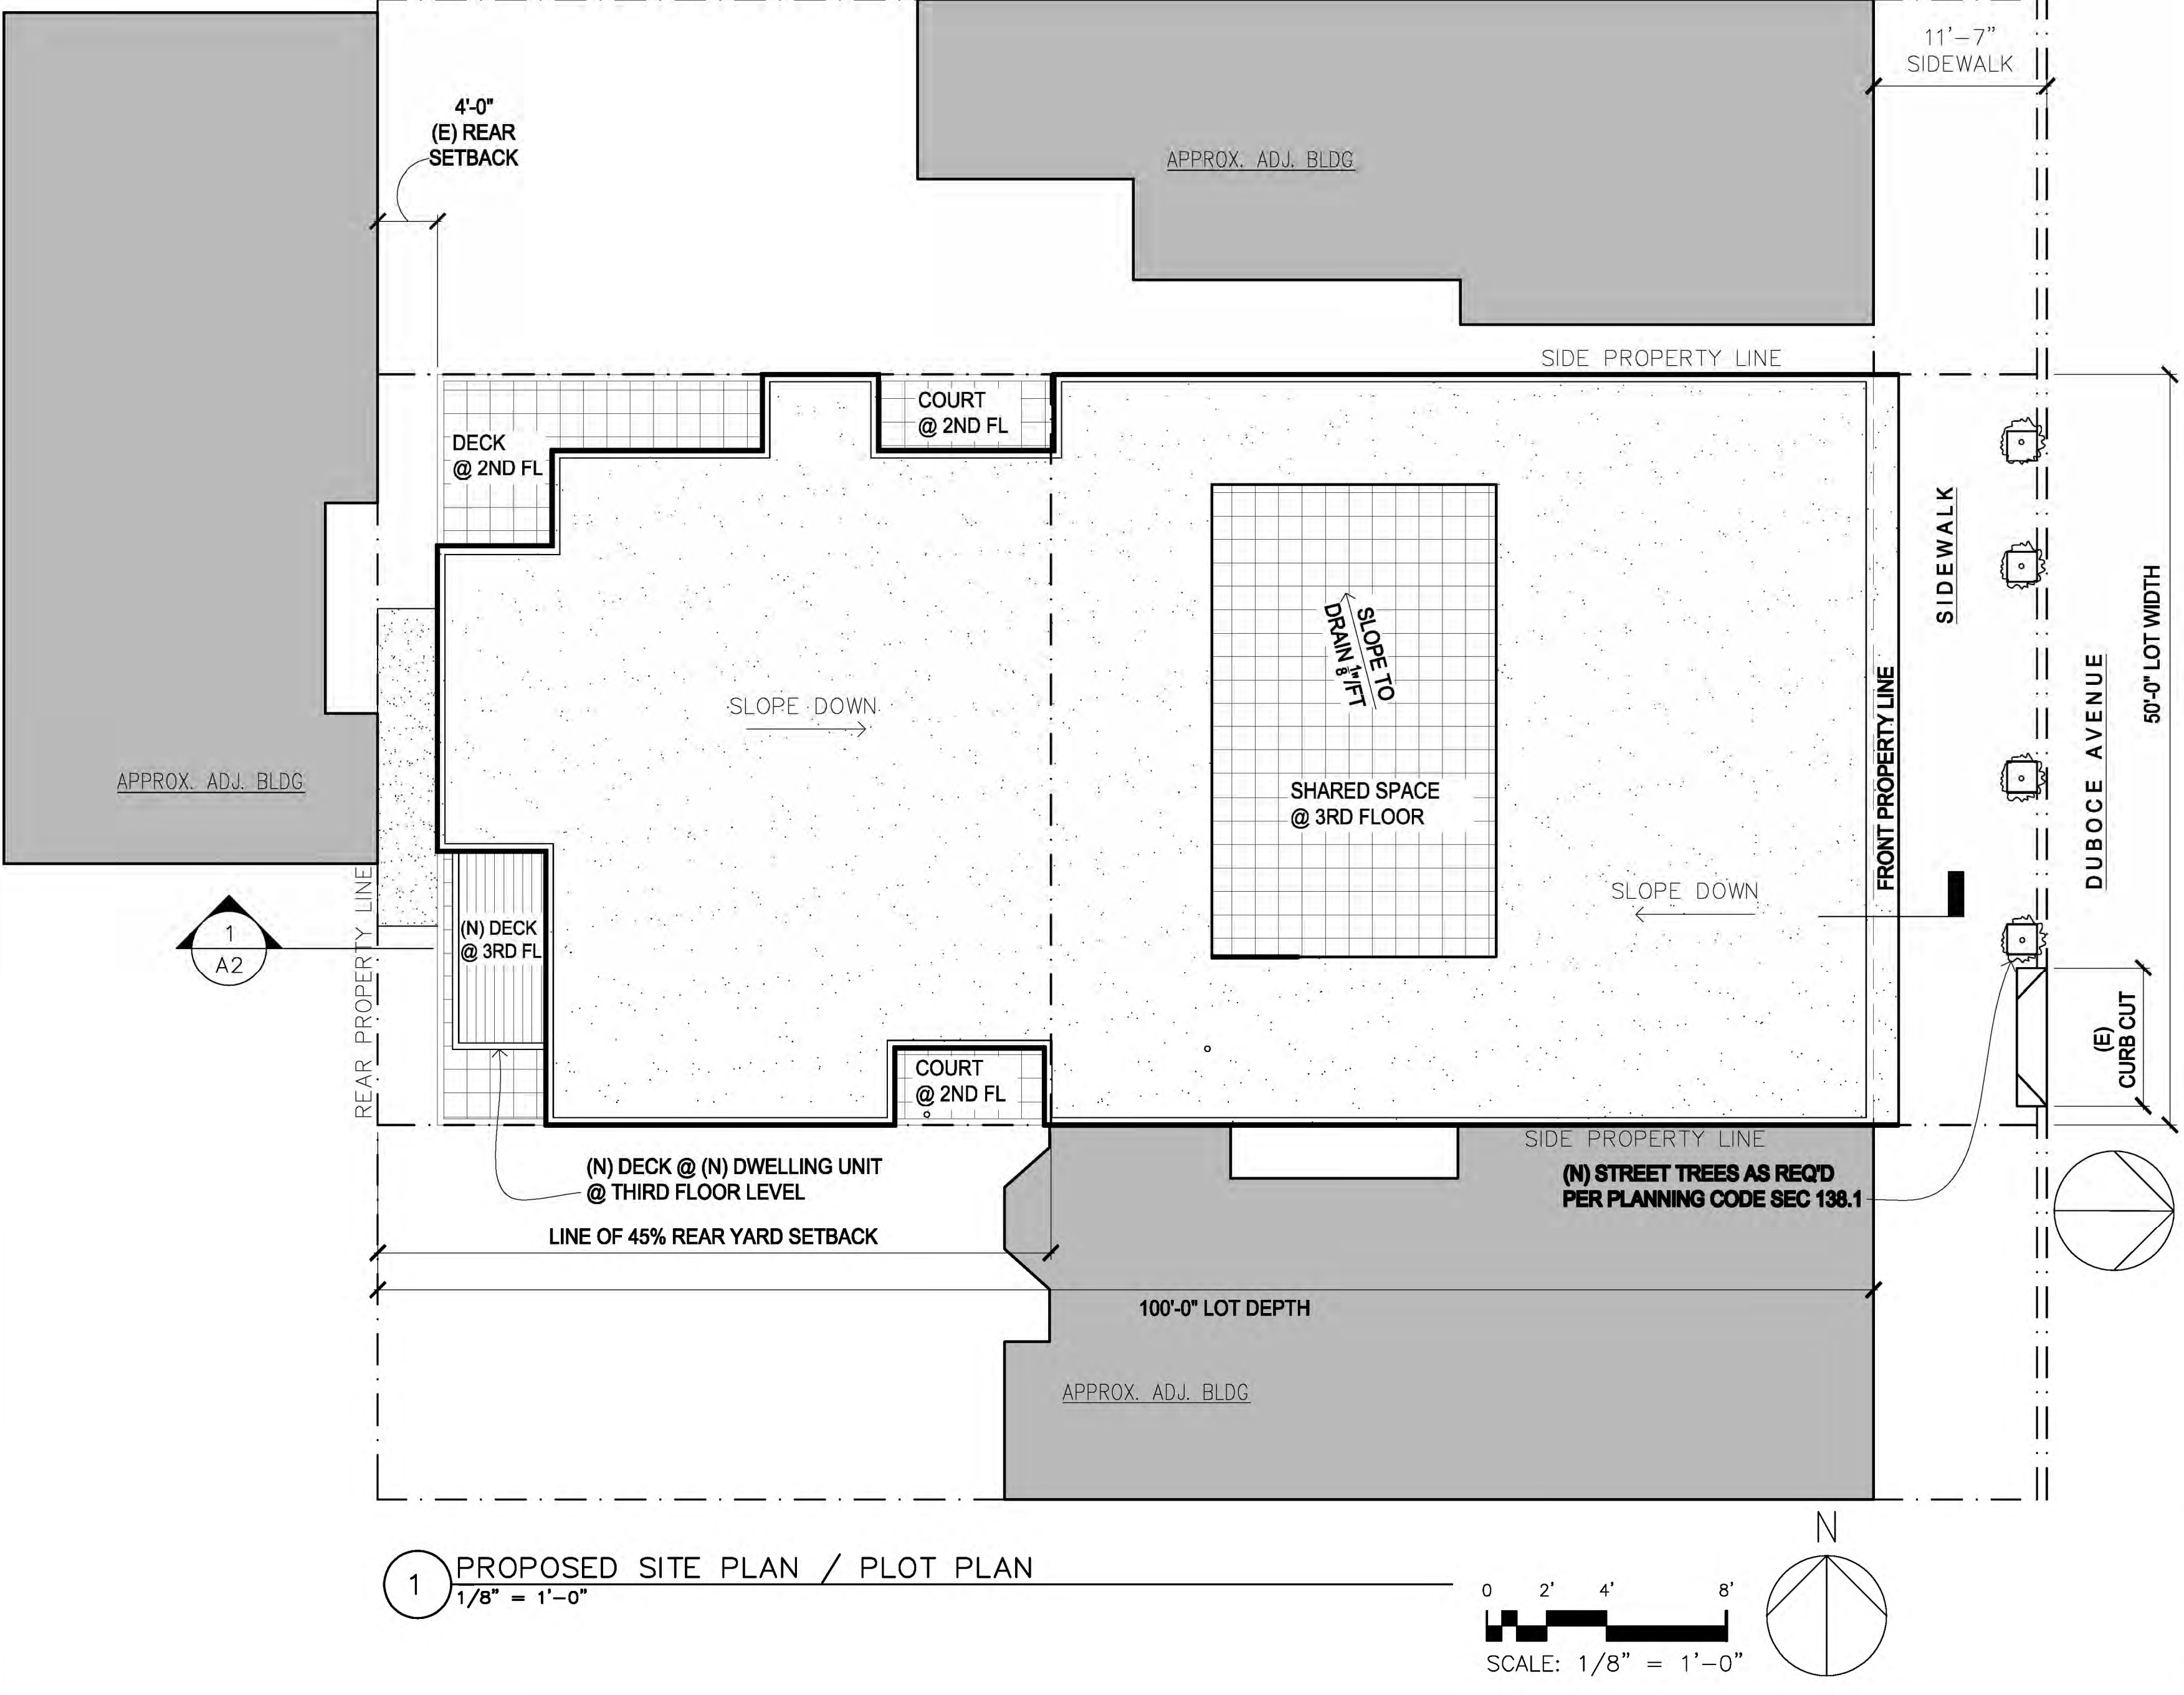 11'-7"
SIDEWALK
4'-0"
(E) REAR
SETBACK
APPROX. ADJ. BLDG
SIDE PROPERTY LINE
COURT
@ 2ND FL
DECK
@ 2ND FL
SIDEWALK
50'-0" LOT WIDTH
SLOPE TO
DRAIN 1/8"/FT
SLOPE DOWN
FRONT PROPERTY LINE
DUBOCE AVENUE
APPROX. ADJ. BLDG
SHARED SPACE
@ 3RD FLOOR
SLOPE DOWN
REAR PROPERTY LINE
1
A2
(N) DECK
@ 3RD FL
(E)
CURB CUT
COURT
@ 2ND FL
SIDE PROPERTY LINE
(N) DECK @ (N) DWELLING UNIT
@ THIRD FLOOR LEVEL
(N) STREET TREES AS REQ'D
PER PLANNING CODE SEC 138.1
LINE OF 45% REAR YARD SETBACK
100'-0" LOT DEPTH
APPROX. ADJ. BLDG
N
1
PROPOSED SITE PLAN / PLOT PLAN
1/8" = 1'-0"
0 2' 4' 8'
SCALE: 1/8" = 1'-0"